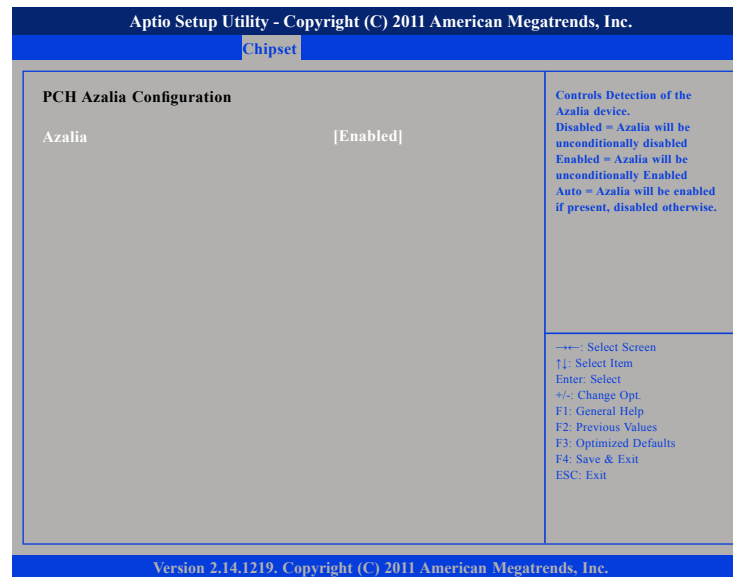 Aptio Setup Utility - Copyright (C) 2011 American Megatrends, Inc.
Chipset
PCH Azalia Configuration
Azalia [Enabled]
Controls Detection of the
Azalia device.
Disabled = Azalia will be
unconditionally disabled
Enabled = Azalia will be
unconditionally Enabled
Auto = Azalia will be enabled
if present, disabled otherwise.
→←: Select Screen
↑↓: Select Item
Enter: Select
+/-: Change Opt.
F1: General Help
F2: Previous Values
F3: Optimized Defaults
F4: Save & Exit
ESC: Exit
Version 2.14.1219. Copyright (C) 2011 American Megatrends, Inc.